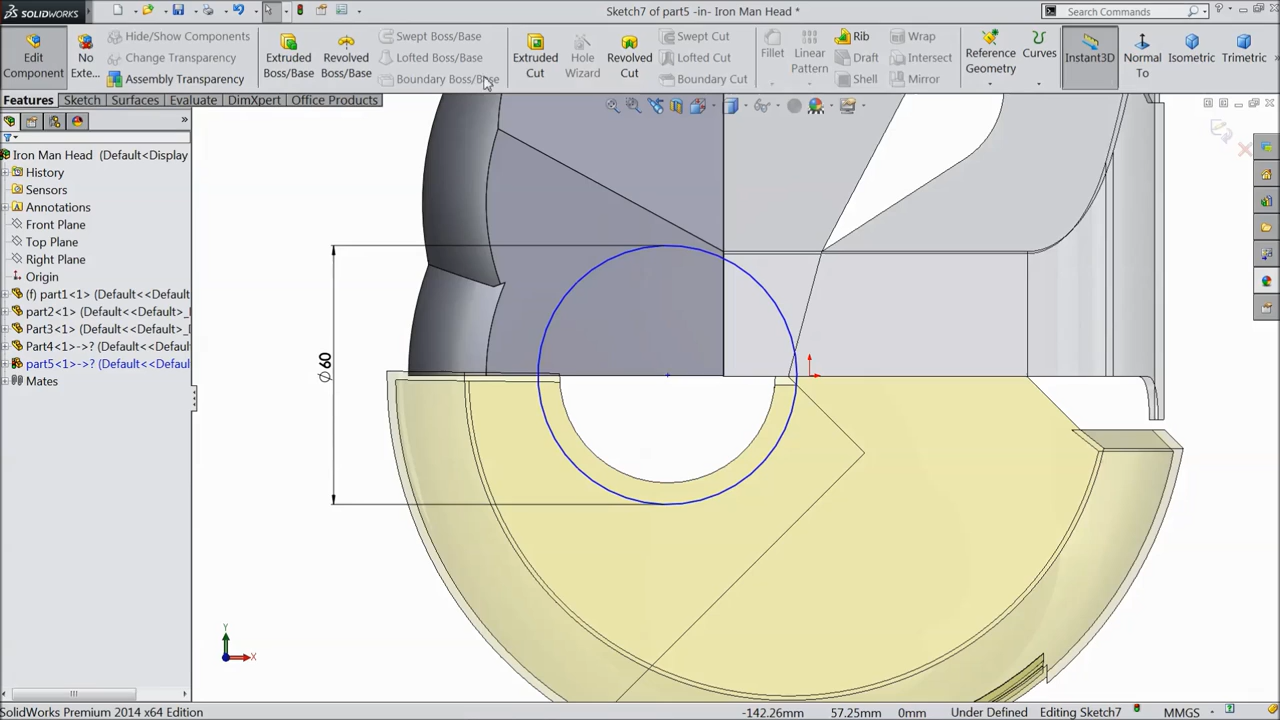 SOLIDWORKS
Sketch7 of part5 -in- Iron Man Head *
Search Commands
Edit Component
No Exte...
Hide/Show Components
Change Transparency
Assembly Transparency
Extruded Boss/Base
Revolved Boss/Base
Swept Boss/Base
Lofted Boss/Base
Boundary Boss/Base
Extruded Cut
Hole Wizard
Revolved Cut
Swept Cut
Lofted Cut
Boundary Cut
Fillet
Linear Pattern
Rib
Draft
Shell
Wrap
Intersect
Mirror
Reference Geometry
Curves
Instant3D
Normal To
Isometric
Trimetric
Features
Sketch
Surfaces
Evaluate
DimXpert
Office Products
Iron Man Head (Default<Display
History
Sensors
Annotations
Front Plane
Top Plane
Right Plane
Origin
(f) part1<1> (Default<<Default
part2<1> (Default<<Default>_
Part3<1> (Default<<Default>_
Part4<1>->? (Default<<Defaul
part5<1>->? (Default<<Defaul
Mates
Ø60
Y
X
SolidWorks Premium 2014 x64 Edition
-142.26mm
57.25mm
0mm
Under Defined
Editing Sketch7
MMGS